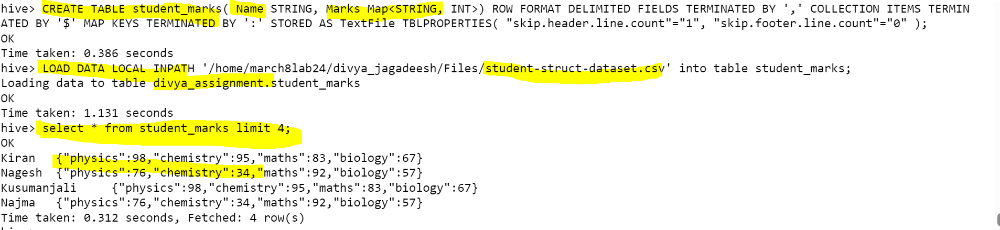 hive> CREATE TABLE student_marks( Name STRING, Marks Map<STRING, INT>) ROW FORMAT DELIMITED FIELDS TERMINATED BY ',' COLLECTION ITEMS TERMIN
ATED BY '$' MAP KEYS TERMINATED BY ':' STORED AS TextFile TBLPROPERTIES( "skip.header.line.count"="1", "skip.footer.line.count"="0" );
OK
Time taken: 0.386 seconds
hive> LOAD DATA LOCAL INPATH '/home/march8lab24/divya_jagadeesh/Files/student-struct-dataset.csv' into table student_marks;
Loading data to table divya_assignment.student_marks
OK
Time taken: 1.131 seconds
hive> select * from student_marks limit 4;
OK
Kiran	{"physics":98,"chemistry":95,"maths":83,"biology":67}
Nagesh	{"physics":76,"chemistry":34,"maths":92,"biology":57}
Kusumanjali	{"physics":98,"chemistry":95,"maths":83,"biology":67}
Najma	{"physics":76,"chemistry":34,"maths":92,"biology":57}
Time taken: 0.312 seconds, Fetched: 4 row(s)